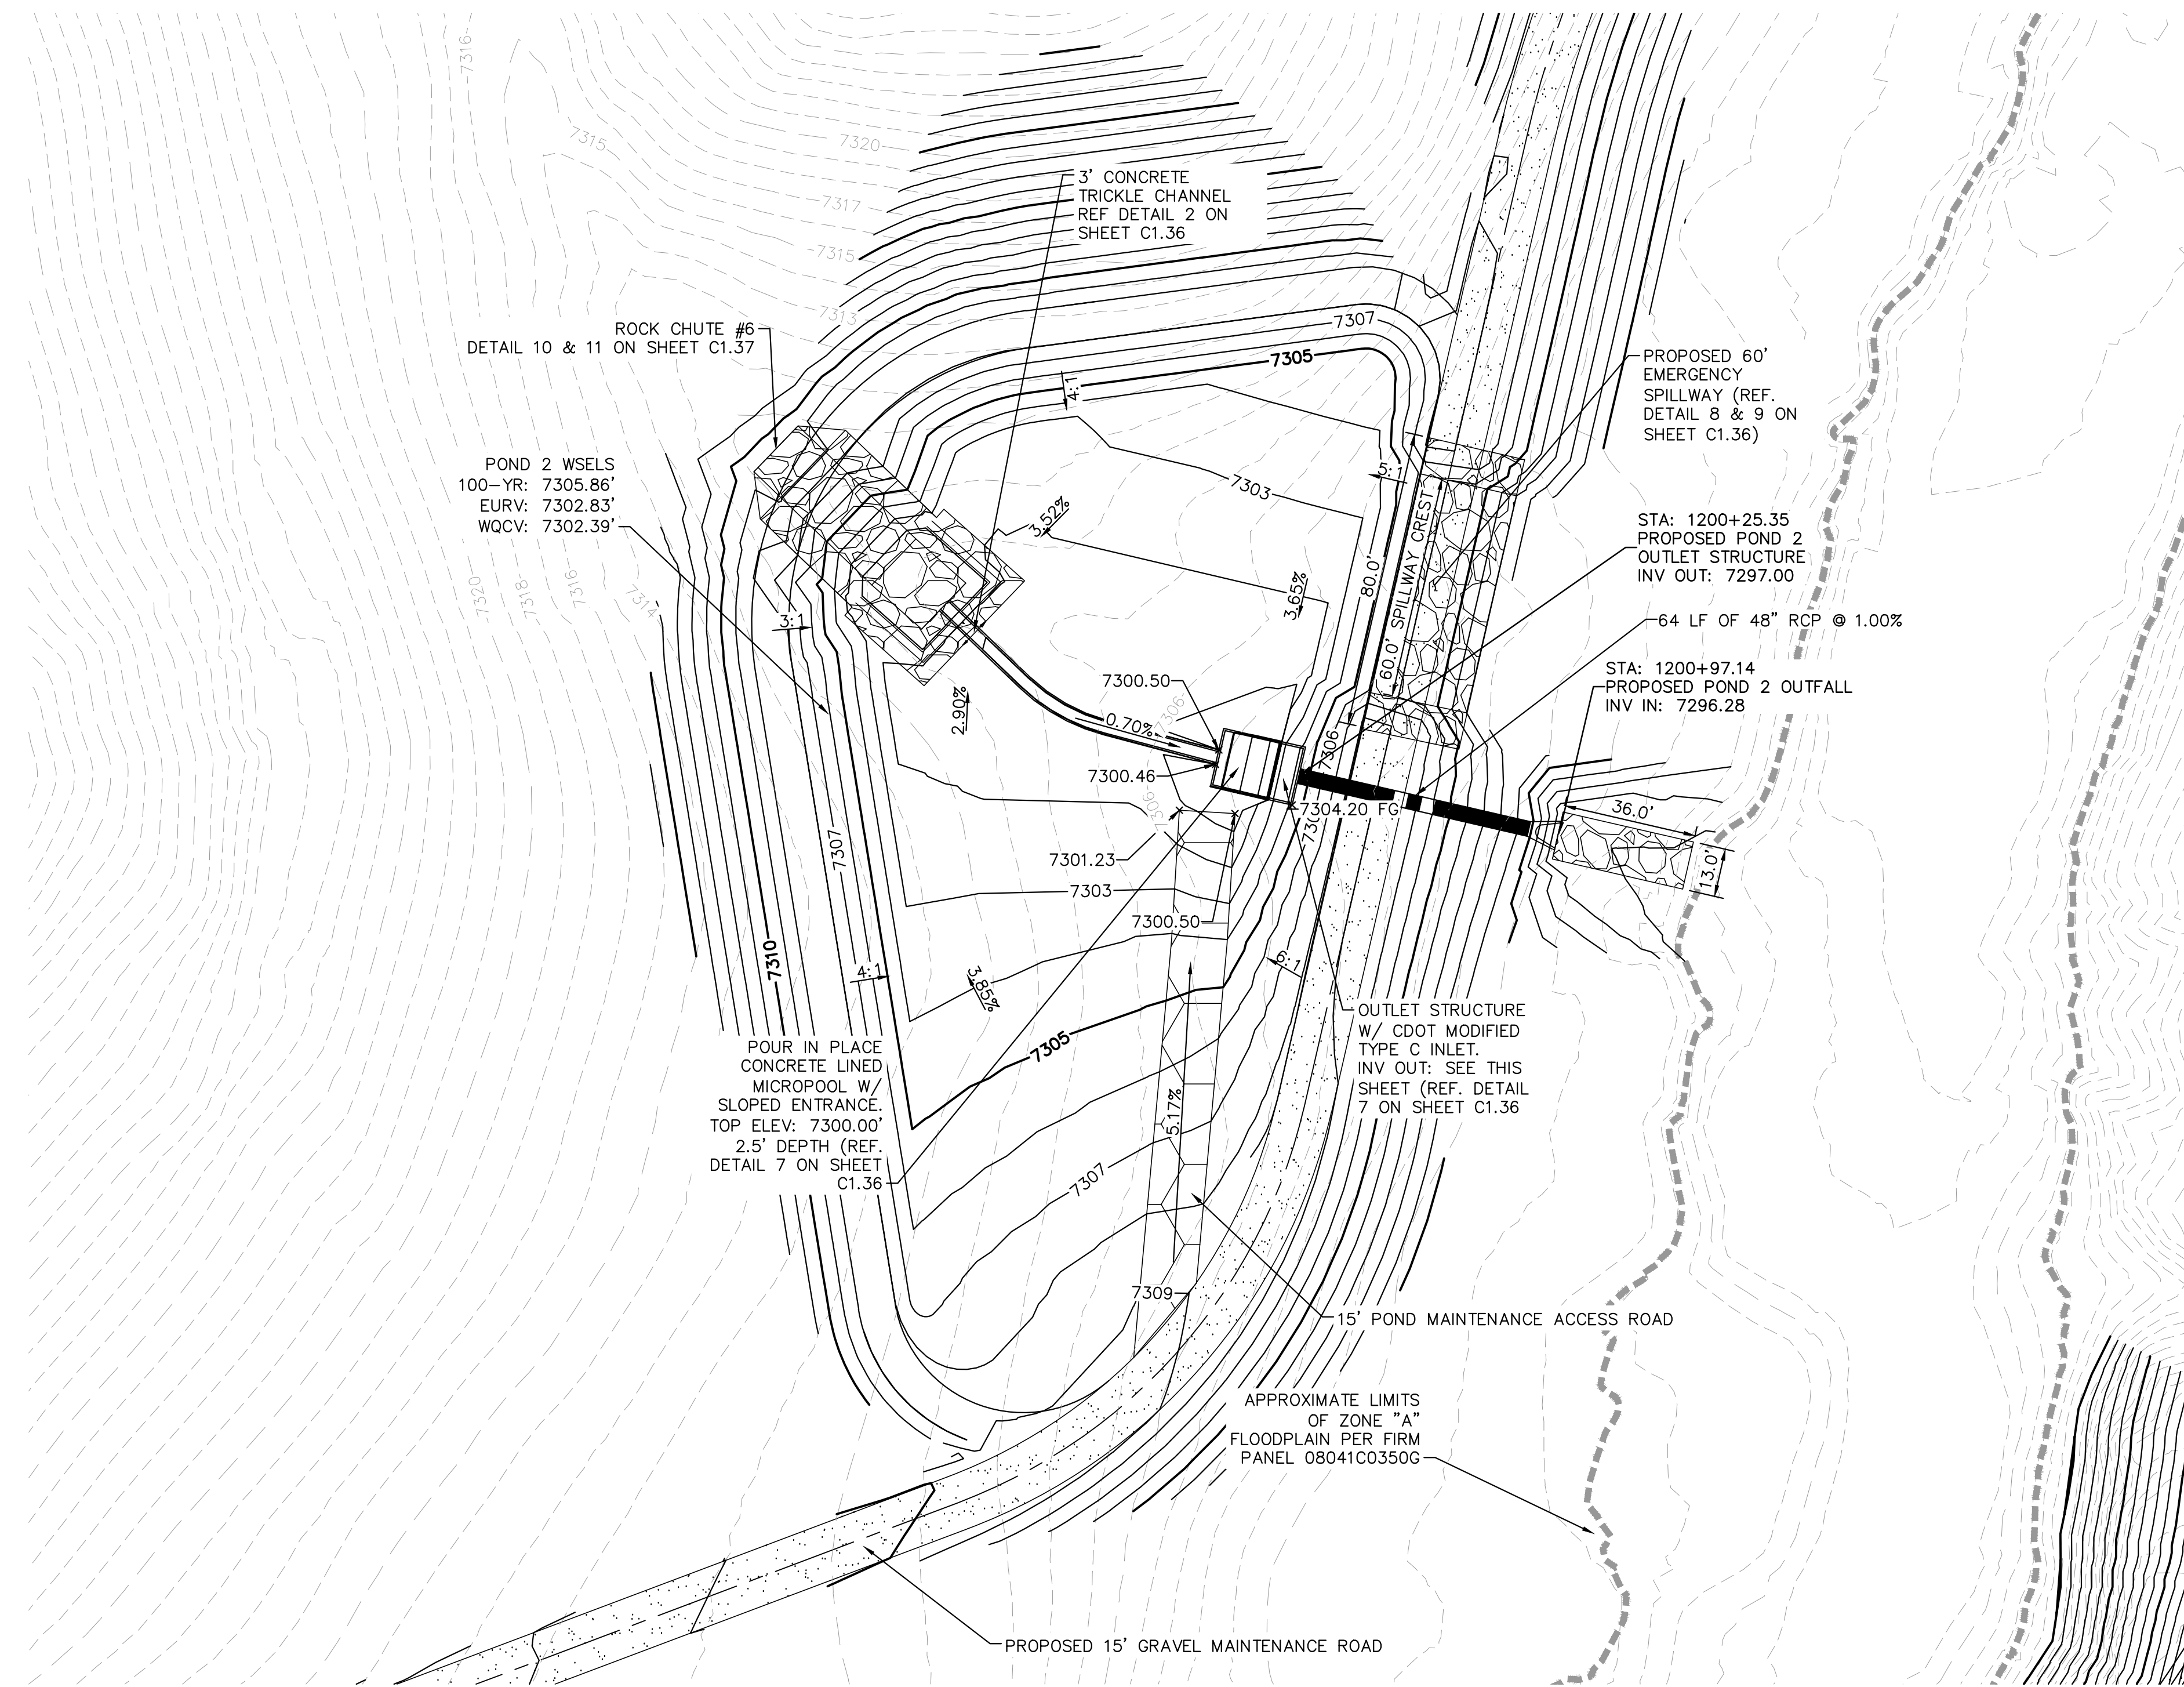 7316
7315
7320
3' CONCRETE
TRICKLE CHANNEL
REF DETAIL 2 ON
SHEET C1.36
7317
7315
7313
ROCK CHUTE #6
DETAIL 10 & 11 ON SHEET C1.37
7307
7305
4:1
PROPOSED 60'
EMERGENCY
SPILLWAY (REF.
DETAIL 8 & 9 ON
SHEET C1.36)
POND 2 WSELS
100-YR: 7305.86'
EURV: 7302.83'
WQCV: 7302.39'
5:1
7303
3.52%
80.0'
60.0' SPILLWAY CREST
3.65%
STA: 1200+25.35
PROPOSED POND 2
OUTLET STRUCTURE
INV OUT: 7297.00
7320
7318
7316
7314
3:1
64 LF OF 48" RCP @ 1.00%
STA: 1200+97.14
PROPOSED POND 2 OUTFALL
INV IN: 7296.28
7300.50
2.90%
0.70%
7306
7306
7300.46
7306
7304.20 FG
36.0'
13.0'
7307
7301.23
7303
7300.50
7310
4:1
3.85%
6:1
7305
POUR IN PLACE
CONCRETE LINED
MICROPOOL W/
SLOPED ENTRANCE.
TOP ELEV: 7300.00'
2.5' DEPTH (REF.
DETAIL 7 ON SHEET
C1.36
OUTLET STRUCTURE
W/ CDOT MODIFIED
TYPE C INLET.
INV OUT: SEE THIS
SHEET (REF. DETAIL
7 ON SHEET C1.36
5.17%
7307
7309
15' POND MAINTENANCE ACCESS ROAD
APPROXIMATE LIMITS
OF ZONE "A"
FLOODPLAIN PER FIRM
PANEL 08041C0350G
PROPOSED 15' GRAVEL MAINTENANCE ROAD